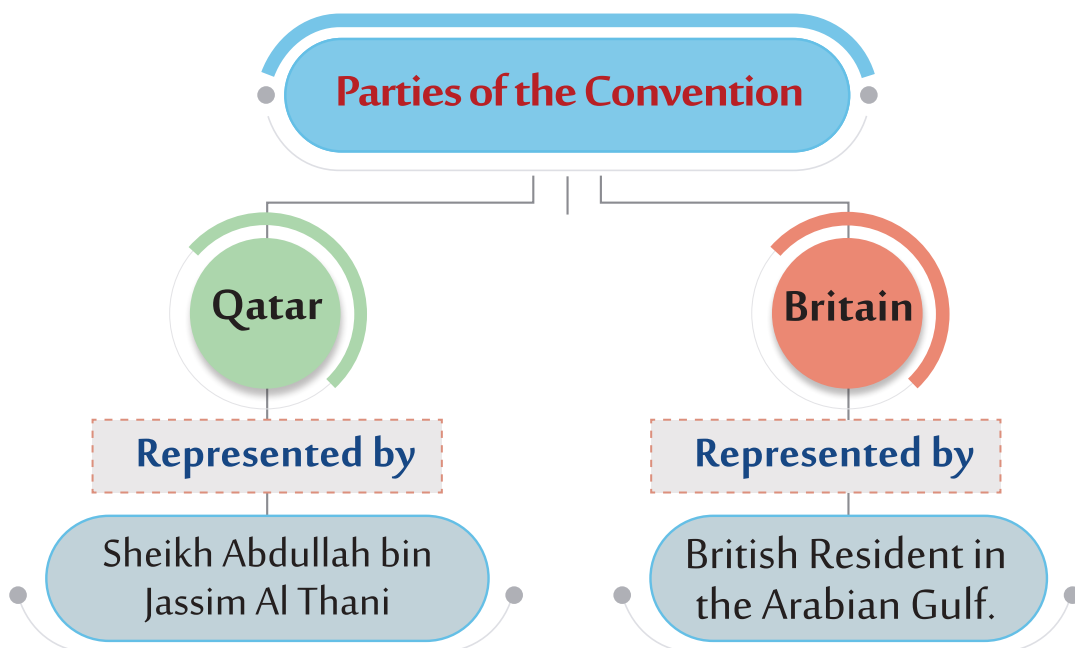 Parties of the Convention
Qatar
Britain
Represented by
Represented by
Sheikh Abdullah bin
Jassim Al Thani
British Resident in
the Arabian Gulf.